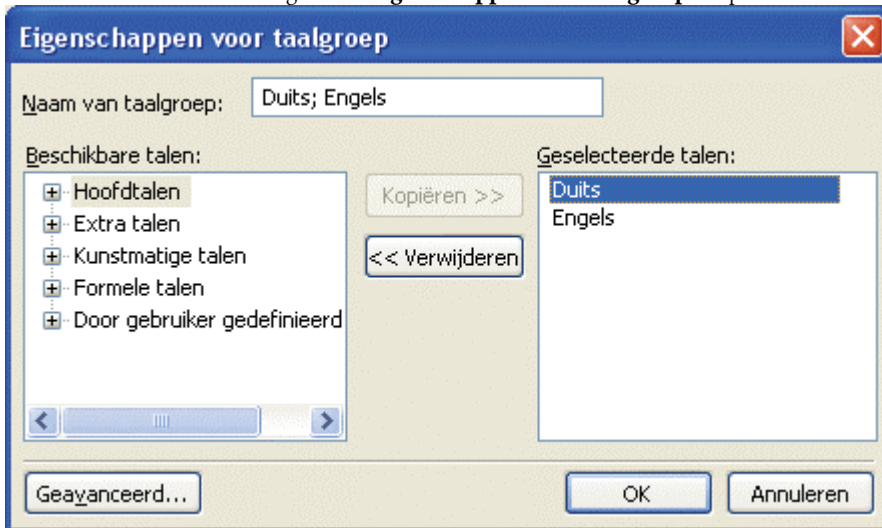 Eigenschappen voor taalgroep
Naam van taalgroep: Duits; Engels
Beschikbare talen:
Hoofdtalen
Extra talen
Kunstmatige talen
Formele talen
Door gebruiker gedefinieerd
Kopiëren >>
<< Verwijderen
Geselecteerde talen:
Duits
Engels
Geavanceerd...
OK
Annuleren